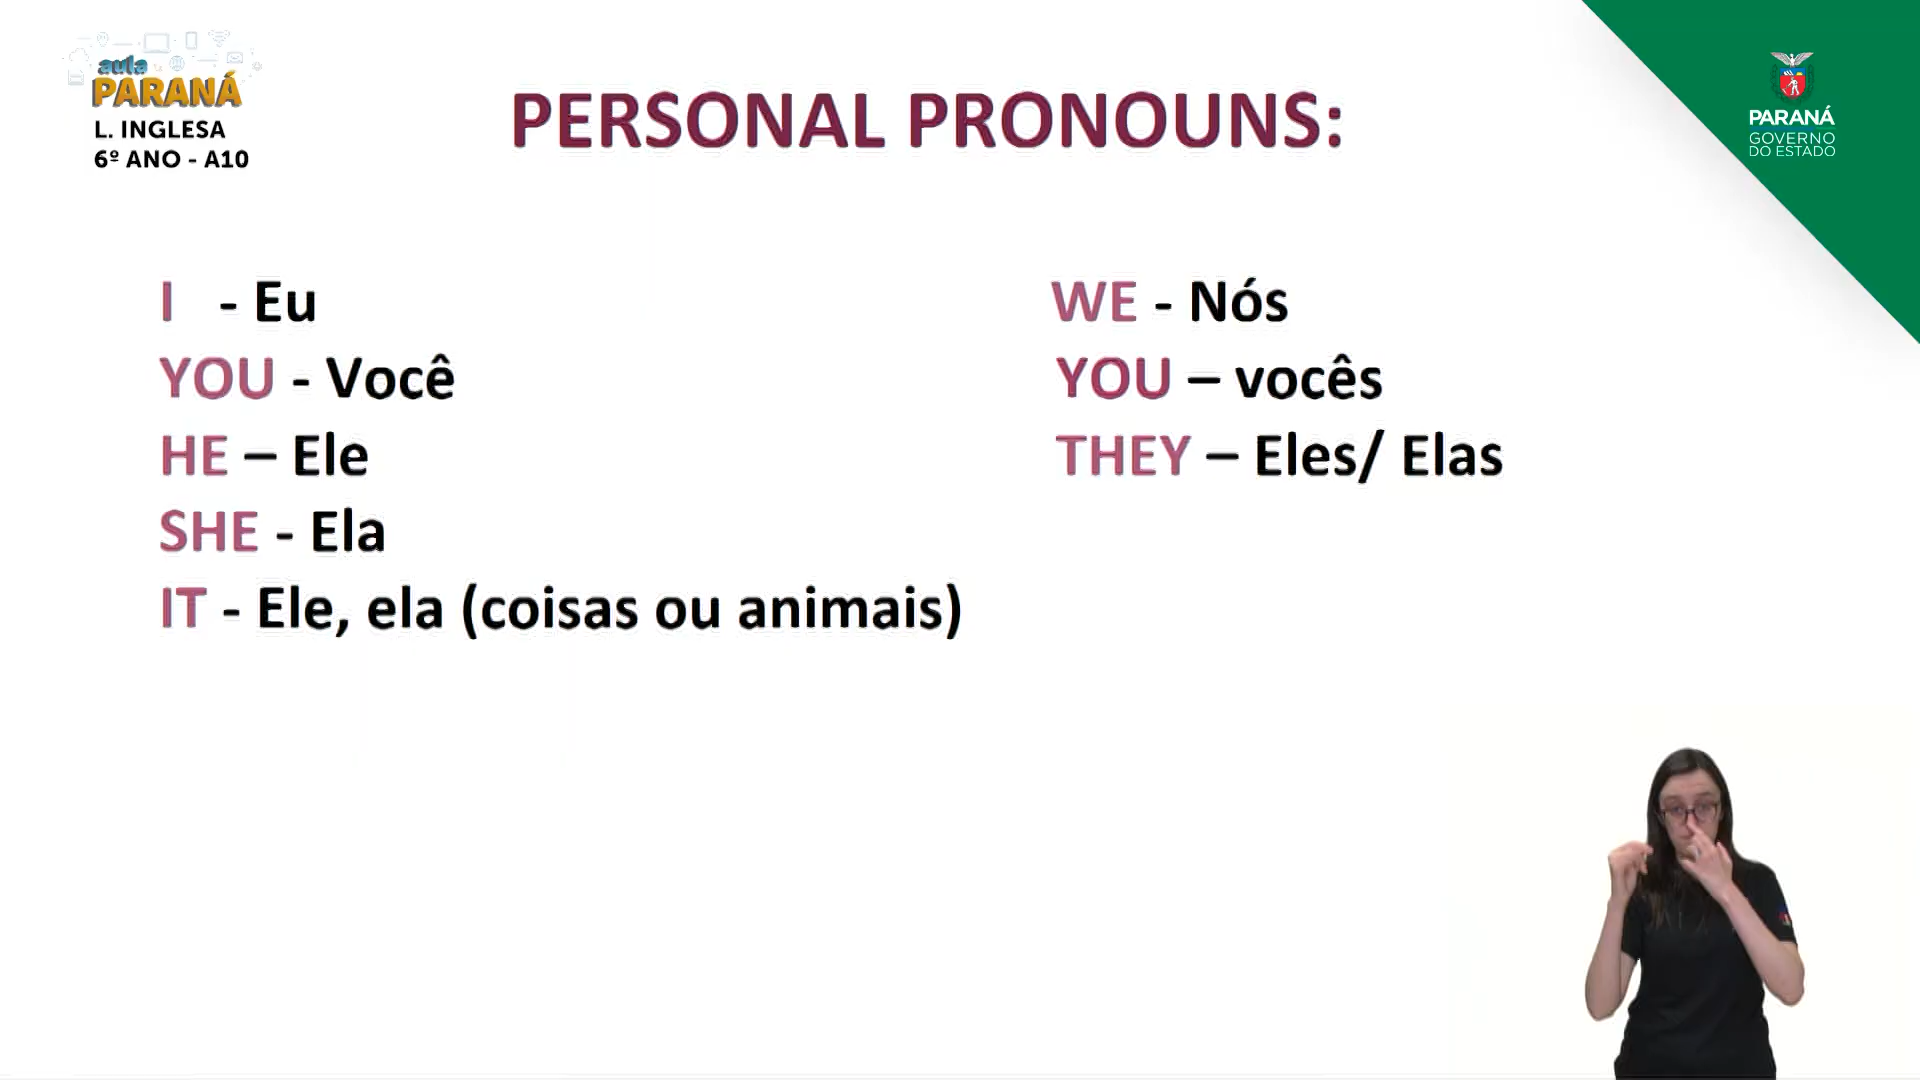 aula
PARANÁ
L. INGLESA
6º ANO - A10
PERSONAL PRONOUNS:
PARANÁ
GOVERNO
DO ESTADO
I - Eu
YOU - Você
HE – Ele
SHE - Ela
IT - Ele, ela (coisas ou animais)
WE - Nós
YOU – vocês
THEY – Eles/ Elas